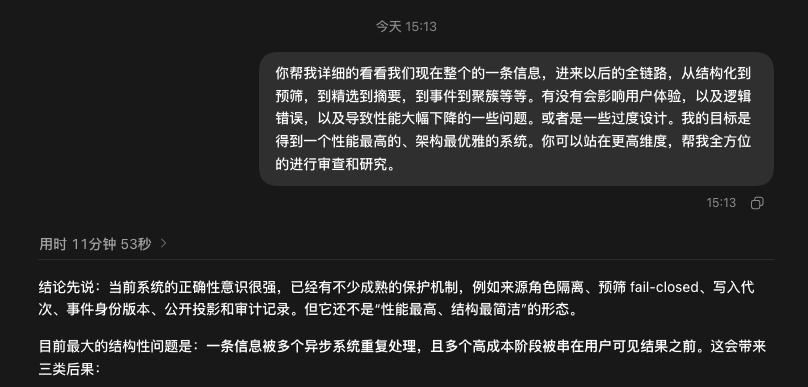 今天 15:13
你帮我详细的看看我们现在整个的一条信息，进来以后的全链路，从结构化到
预筛，到精选到摘要，到事件到聚簇等等。有没有会影响用户体验，以及逻辑
错误，以及导致性能大幅下降的一些问题。或者是一些过度设计。我的目标是
得到一个性能最高的、架构最优雅的系统。你可以站在更高维度，帮我全方位
的进行审查和研究。
15:13
用时 11分钟 53秒
结论先说：当前系统的正确性意识很强，已经有不少成熟的保护机制，例如来源角色隔离、预筛 fail-closed、写入代
次、事件身份版本、公开投影和审计记录。但它还不是“性能最高、结构最简洁”的形态。
目前最大的结构性问题是：一条信息被多个异步系统重复处理，且多个高成本阶段被串在用户可见结果之前。这会带来
三类后果：